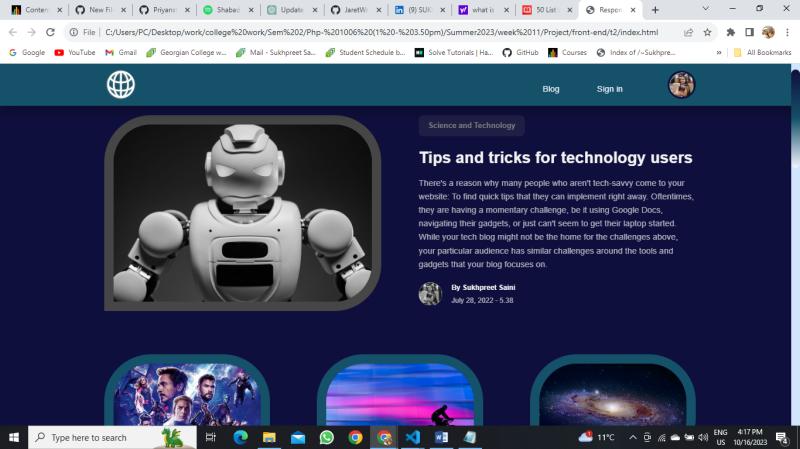 Conten
New Fil
Priyans
Shabad
Update
JaretWr
(9) SUK
what is
50 List
Respon
File
C:/Users/PC/Desktop/work/college%20work/Sem%202/Php-%201006%20(1%20-%203.50pm)/Summer2023/week%2011/Project/front-end/t2/index.html
Google
YouTube
Gmail
Georgian College w...
Mail - Sukhpreet Sa...
Student Schedule b...
Solve Tutorials | Ha...
GitHub
Courses
Index of /~Sukhpre...
»
All Bookmarks
Blog
Sign in
Science and Technology
Tips and tricks for technology users
There's a reason why many people who aren't tech-savvy come to your
website: To find quick tips that they can implement right away. Oftentimes,
they are having a momentary challenge, be it using Google Docs,
navigating their gadgets, or just can't seem to get their laptop started.
While your tech blog might not be the home for the challenges above,
your particular audience has similar challenges around the tools and
gadgets that your blog focuses on.
By Sukhpreet Saini
July 28, 2022 - 5.38
Type here to search
11°C
ENG
US
4:17 PM
10/16/2023